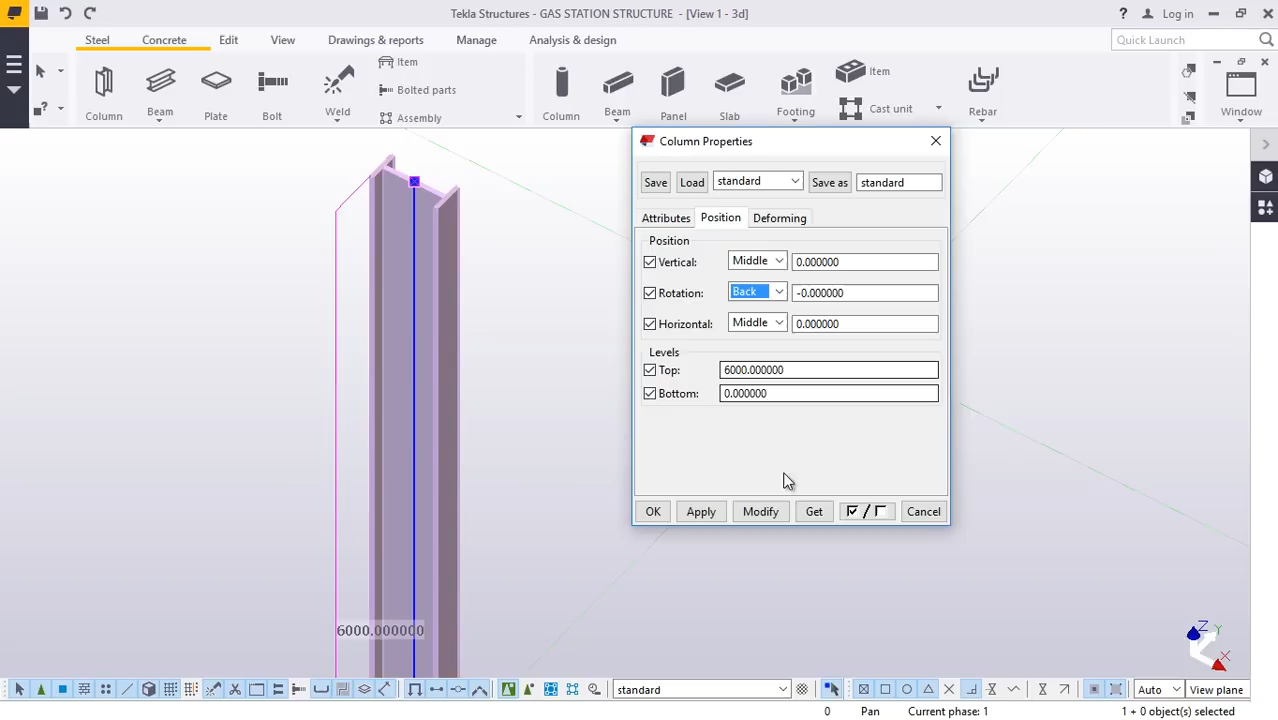 Tekla Structures - GAS STATION STRUCTURE - [View 1 - 3d]
Log in
Steel
Concrete
Edit
View
Drawings & reports
Manage
Analysis & design
Quick Launch
Column
Beam
Plate
Bolt
Weld
Item
Bolted parts
Assembly
Column
Beam
Panel
Slab
Footing
Item
Cast unit
Rebar
Window
Column Properties
Save
Load
standard
Save as
standard
Attributes
Position
Deforming
Position
Vertical:
Middle
0.000000
Rotation:
Back
-0.000000
Horizontal:
Middle
0.000000
Levels
Top:
6000.000000
Bottom:
0.000000
OK
Apply
Modify
Get
/
Cancel
6000.000000
Z
Y
X
standard
Auto
View plane
0
Pan
Current phase: 1
1 + 0 object(s) selected